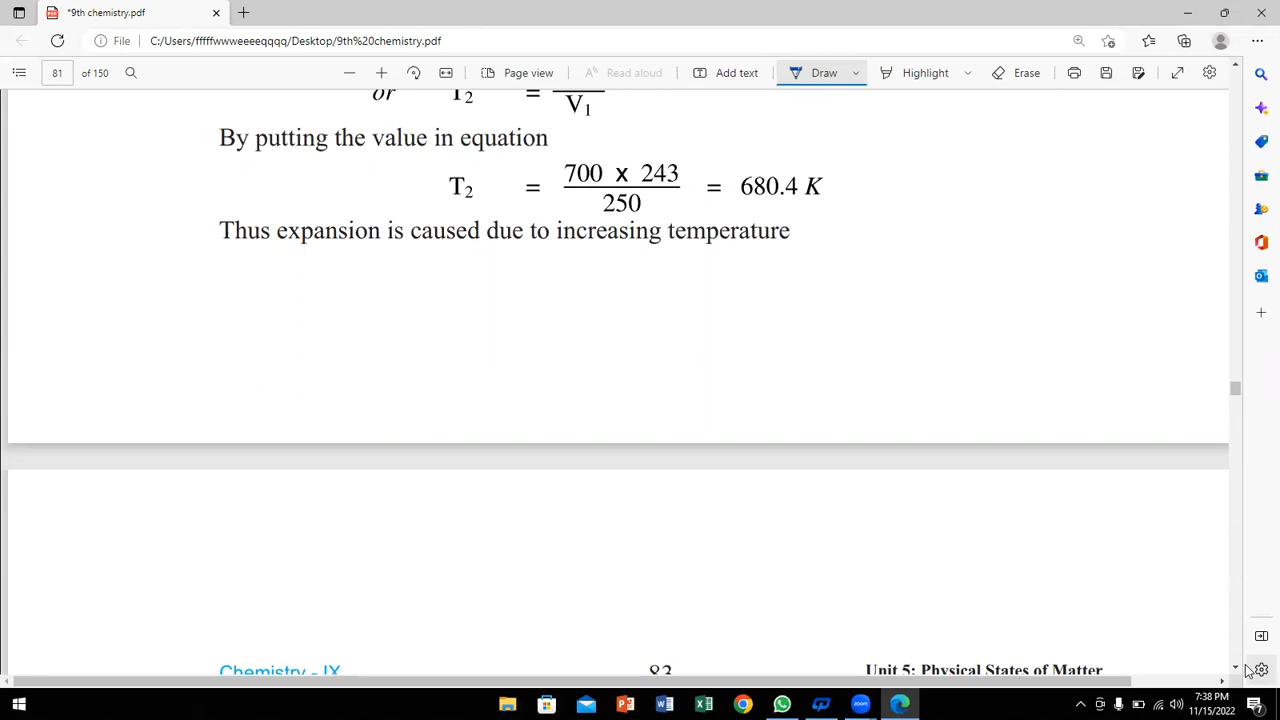 *9th chemistry.pdf
File C:/Users/fffffwwweeeeqqqq/Desktop/9th%20chemistry.pdf
81 of 150 Page view Read aloud Add text Draw Highlight Erase
or T2 =
V1
By putting the value in equation
T2 = 700 x 243 / 250 = 680.4 K
Thus expansion is caused due to increasing temperature
Chemistry - IX 83 Unit 5: Physical States of Matter
7:38 PM
11/15/2022